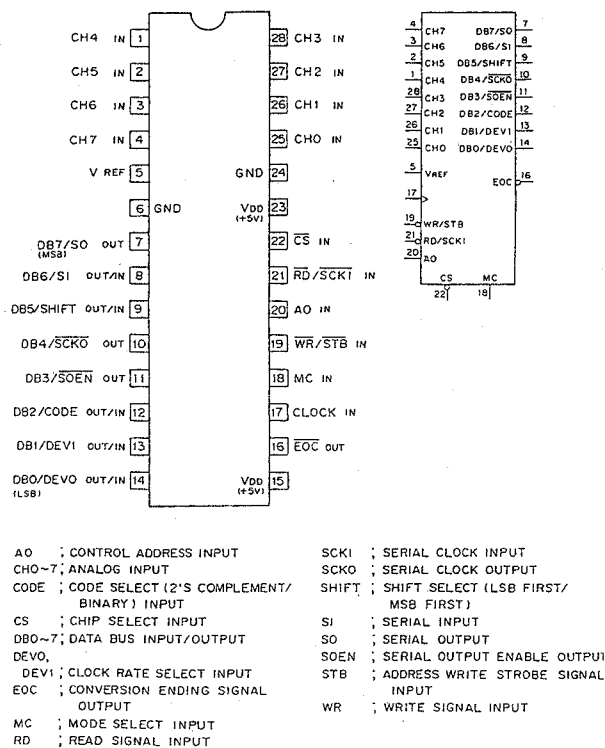 CH4 IN 1
CH5 IN 2
CH6 IN 3
CH7 IN 4
V REF 5
6 GND
DB7/SO OUT 7
(MSB)
DB6/SI OUT/IN 8
DB5/SHIFT OUT/IN 9
DB4/SCKO OUT 10
DB3/SOEN OUT 11
DB2/CODE OUT/IN 12
DB1/DEV1 OUT/IN 13
DB0/DEV0 OUT/IN 14
(LSB)
28 CH3 IN
27 CH2 IN
26 CH1 IN
25 CH0 IN
GND 24
VDD 23
(+5V)
22 CS IN
21 RD/SCKI IN
20 AO IN
19 WR/STB IN
18 MC IN
17 CLOCK IN
16 EOC OUT
VDD 15
(+5V)
4 CH7 DB7/SO 7
3 CH6 DB6/SI 8
2 CH5 DB5/SHIFT 9
1 CH4 DB4/SCKO 10
28 CH3 DB3/SOEN 11
27 CH2 DB2/CODE 12
26 CH1 DB1/DEV1 13
25 CH0 DB0/DEV0 14
5 VREF
EOC 16
17
19 WR/STB
21 RD/SCKI
20 AO
CS MC
22 18
AO ; CONTROL ADDRESS INPUT
CH0~7; ANALOG INPUT
CODE ; CODE SELECT (2'S COMPLEMENT/
BINARY) INPUT
CS ; CHIP SELECT INPUT
DB0~7; DATA BUS INPUT/OUTPUT
DEV0,
DEV1; CLOCK RATE SELECT INPUT
EOC ; CONVERSION ENDING SIGNAL
OUTPUT
MC ; MODE SELECT INPUT
RD ; READ SIGNAL INPUT
SCKI ; SERIAL CLOCK INPUT
SCKO ; SERIAL CLOCK OUTPUT
SHIFT ; SHIFT SELECT (LSB FIRST/
MSB FIRST)
SI ; SERIAL INPUT
SO ; SERIAL OUTPUT
SOEN ; SERIAL OUTPUT ENABLE OUTPUT
STB ; ADDRESS WRITE STROBE SIGNAL
INPUT
WR ; WRITE SIGNAL INPUT